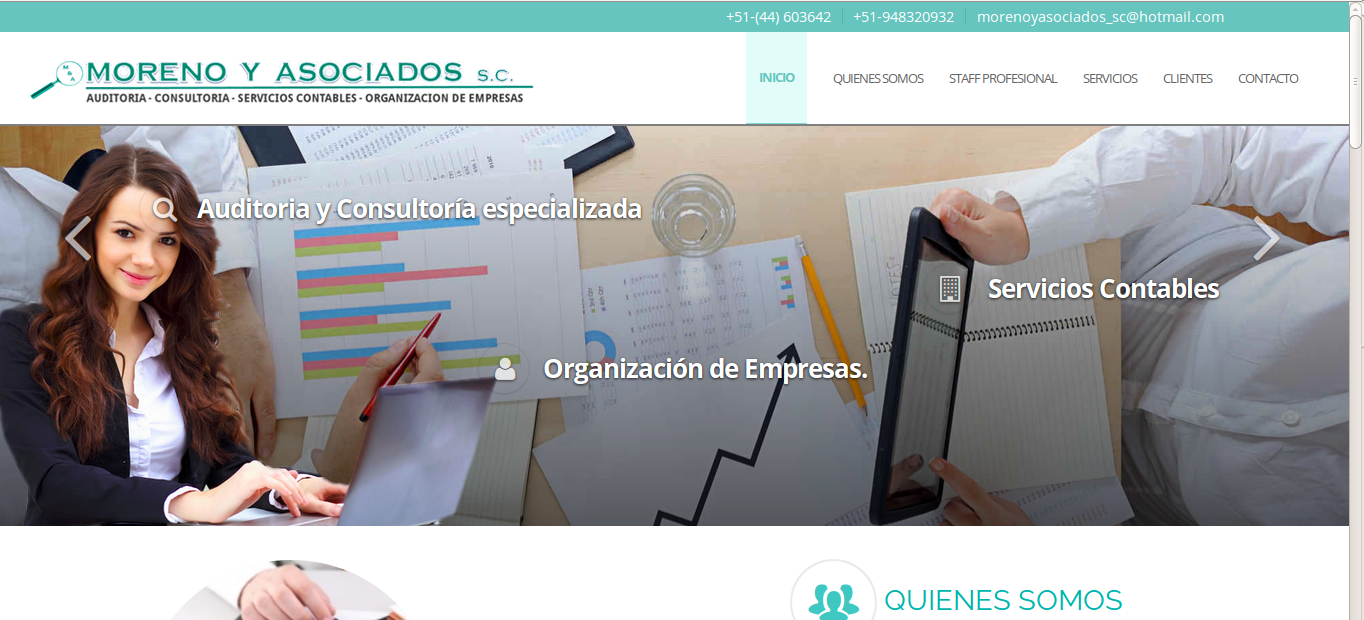 +51-(44) 603642 +51-948320932 morenoyasociados_sc@hotmail.com
MORENO Y ASOCIADOS S.C.
AUDITORIA - CONSULTORIA - SERVICIOS CONTABLES - ORGANIZACION DE EMPRESAS
INICIO QUIENES SOMOS STAFF PROFESIONAL SERVICIOS CLIENTES CONTACTO
Auditoria y Consultoría especializada
Servicios Contables
Organización de Empresas.
QUIENES SOMOS